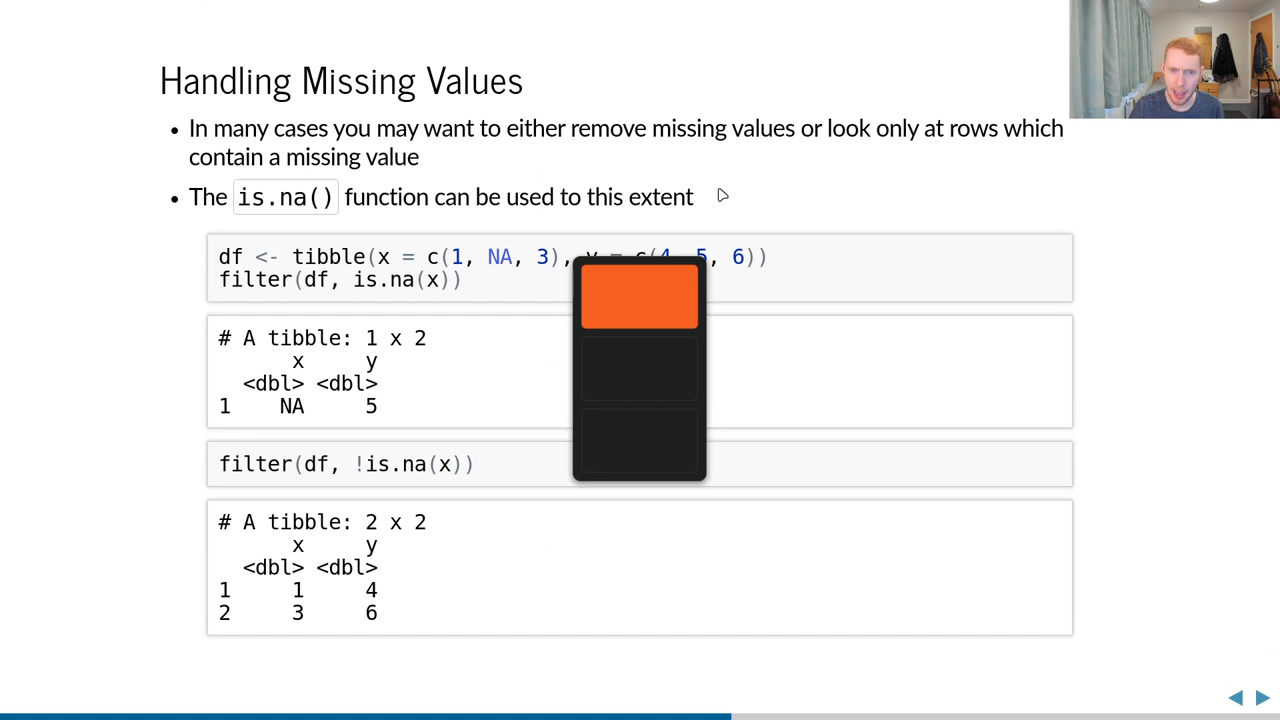 Handling Missing Values
• In many cases you may want to either remove missing values or look only at rows which
contain a missing value
• The is.na() function can be used to this extent
df <- tibble(x = c(1, NA, 3), y = c(4, 5, 6))
filter(df, is.na(x))
# A tibble: 1 x 2
x y
<dbl> <dbl>
1 NA 5
filter(df, !is.na(x))
# A tibble: 2 x 2
x y
<dbl> <dbl>
1 1 4
2 3 6